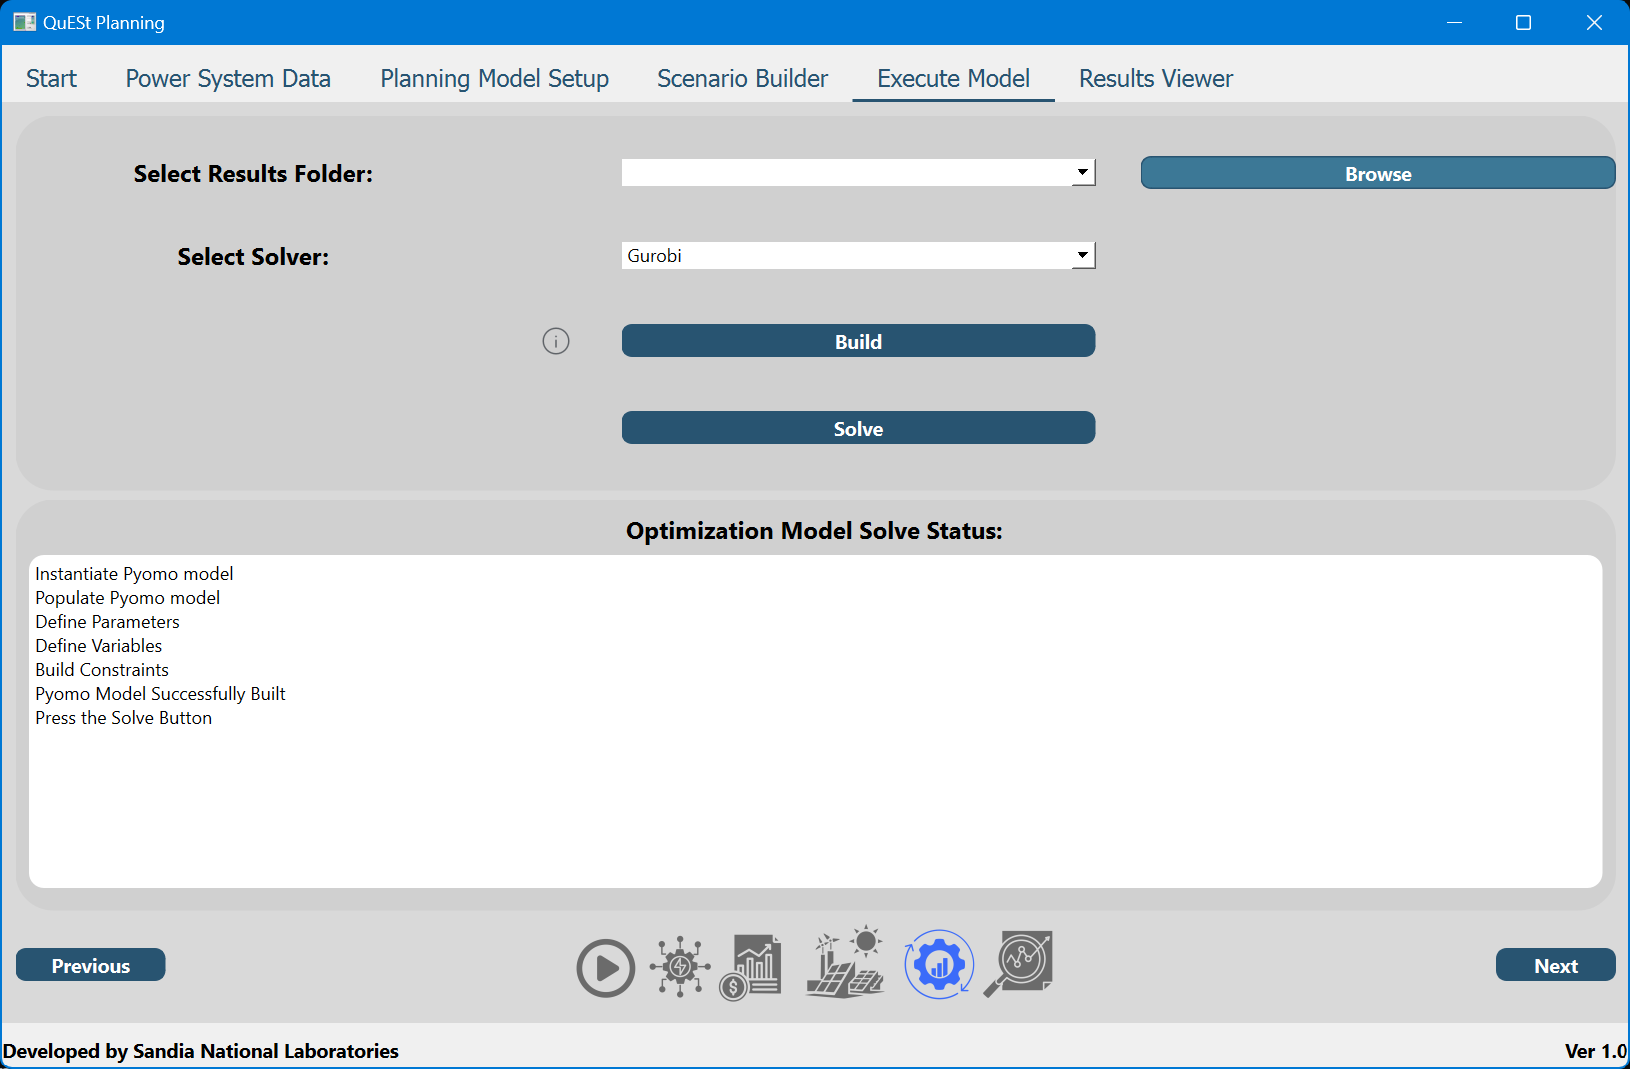 QuESt Planning
Start Power System Data Planning Model Setup Scenario Builder Execute Model Results Viewer
Select Results Folder:
Browse
Select Solver:
Gurobi
Build
Solve
Optimization Model Solve Status:
Instantiate Pyomo model
Populate Pyomo model
Define Parameters
Define Variables
Build Constraints
Pyomo Model Successfully Built
Press the Solve Button
Previous
Next
Developed by Sandia National Laboratories
Ver 1.0